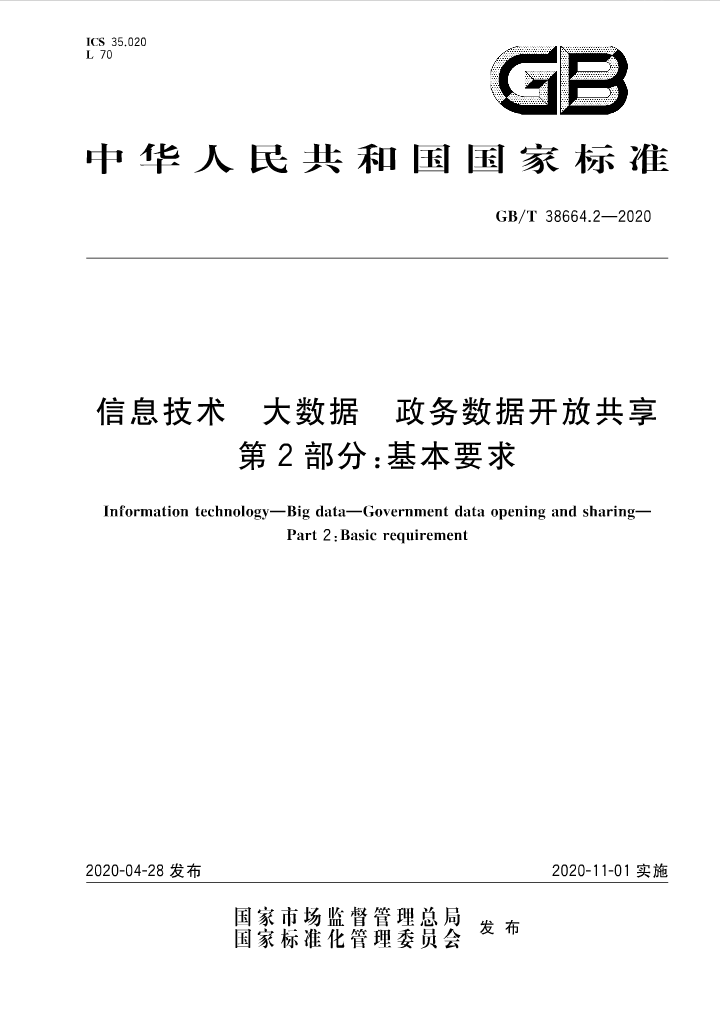 ICS 35.020
L 70
GB
中华人民共和国国家标准
GB/T 38664.2—2020
信息技术 大数据 政务数据开放共享
第2部分:基本要求
Information technology—Big data—Government data opening and sharing—
Part 2:Basic requirement
2020-04-28 发布
2020-11-01 实施
国家市场监督管理总局
国家标准化管理委员会
发布